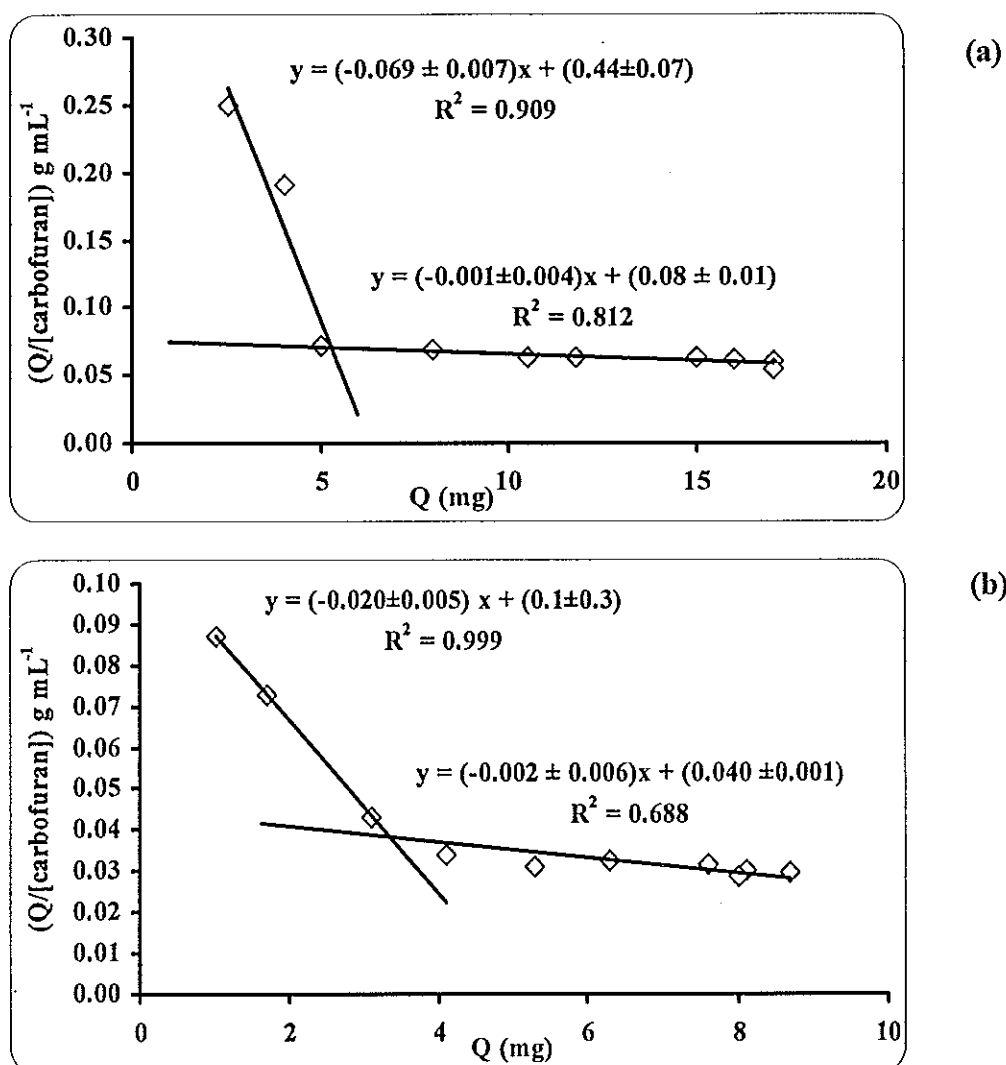 (a)
(Q/[carbofuran]) g mL⁻¹
0.30
0.25
0.20
0.15
0.10
0.05
0.00
y = (-0.069 ± 0.007)x + (0.44±0.07)
R² = 0.909
y = (-0.001±0.004)x + (0.08 ± 0.01)
R² = 0.812
0 5 10 15 20
Q (mg)
(b)
(Q/[carbofuran]) g mL⁻¹
0.10
0.09
0.08
0.07
0.06
0.05
0.04
0.03
0.02
0.01
0.00
y = (-0.020±0.005) x + (0.1±0.3)
R² = 0.999
y = (-0.002 ± 0.006)x + (0.040 ±0.001)
R² = 0.688
0 2 4 6 8 10
Q (mg)